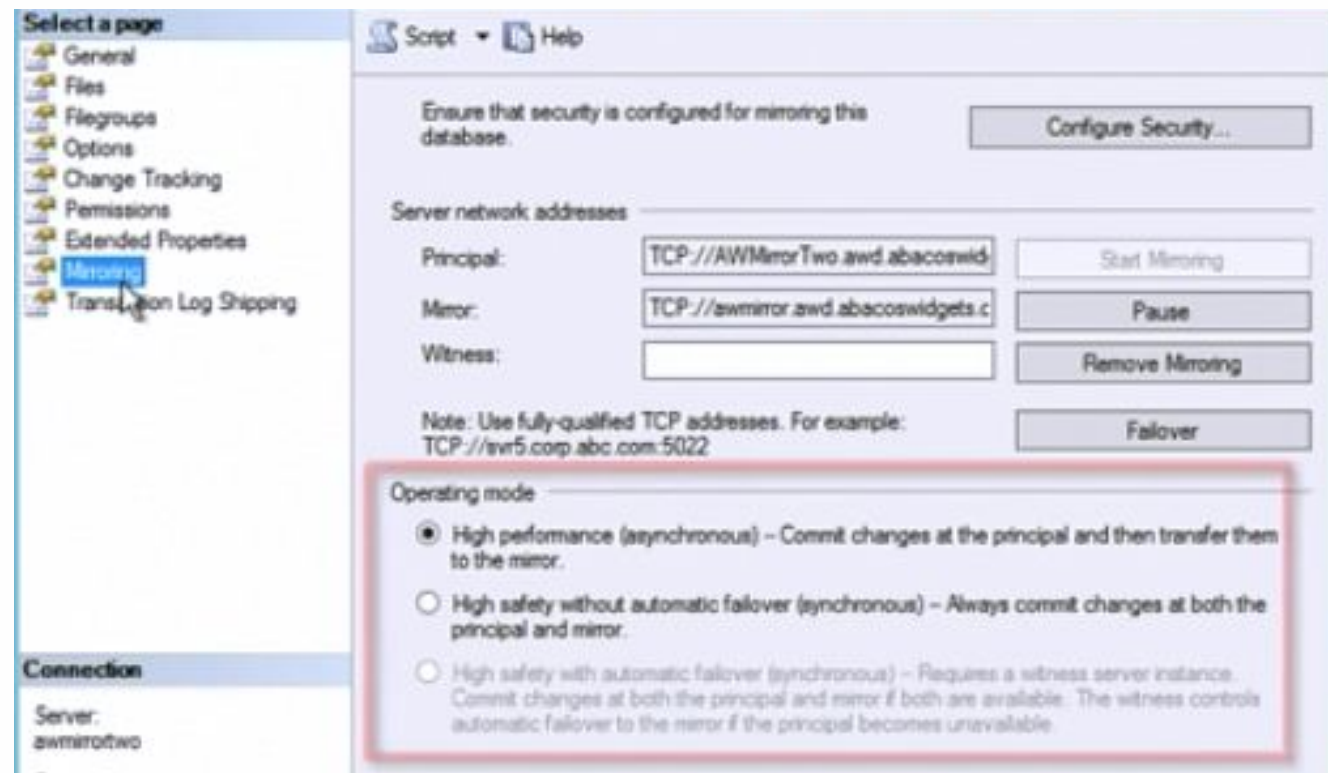 Select a page
General
Files
Filegroups
Options
Change Tracking
Permissions
Extended Properties
Mirroring
Transaction Log Shipping
Connection
Server:
awmirrortwo
Script
Help
Ensure that security is configured for mirroring this
database.
Configure Security...
Server network addresses
Principal:
TCP://AWMirrorTwo.awd.abacoswid
Start Mirroring
Mirror:
TCP://awmirror.awd.abacoswidgets.c
Pause
Witness:
Remove Mirroring
Note: Use fully-qualified TCP addresses. For example:
TCP://svr5.corp.abc.com:5022
Failover
Operating mode
High performance (asynchronous) – Commit changes at the principal and then transfer them
to the mirror.
High safety without automatic failover (synchronous) – Always commit changes at both the
principal and mirror.
High safety with automatic failover (synchronous) – Requires a witness server instance.
Commit changes at both the principal and mirror if both are available. The witness controls
automatic failover to the mirror if the principal becomes unavailable.